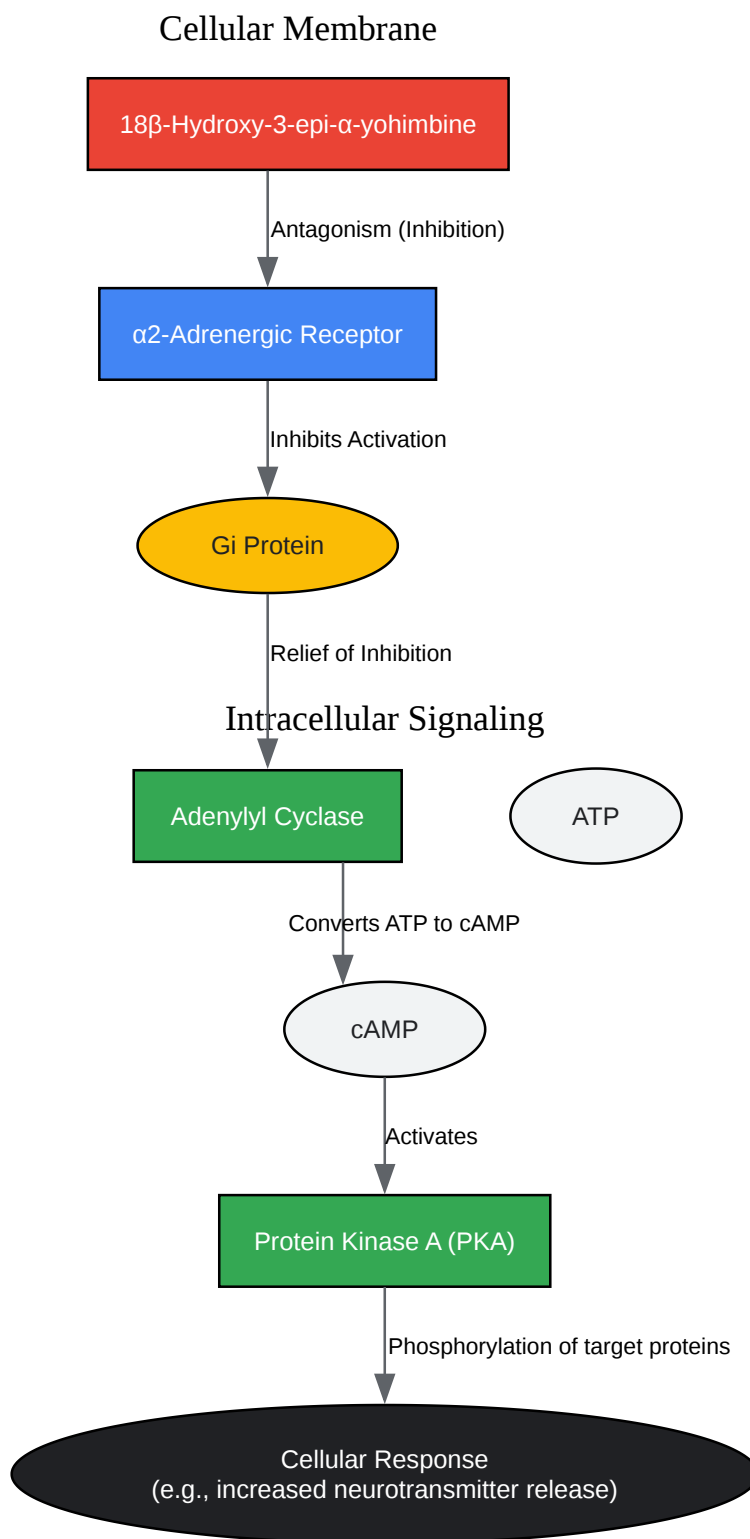 Cellular Membrane
18β-Hydroxy-3-epi-α-yohimbine
Antagonism (Inhibition)
α2-Adrenergic Receptor
Inhibits Activation
Gi Protein
Relief of Inhibition
Intracellular Signaling
Adenylyl Cyclase
ATP
Converts ATP to cAMP
cAMP
Activates
Protein Kinase A (PKA)
Phosphorylation of target proteins
Cellular Response
(e.g., increased neurotransmitter release)